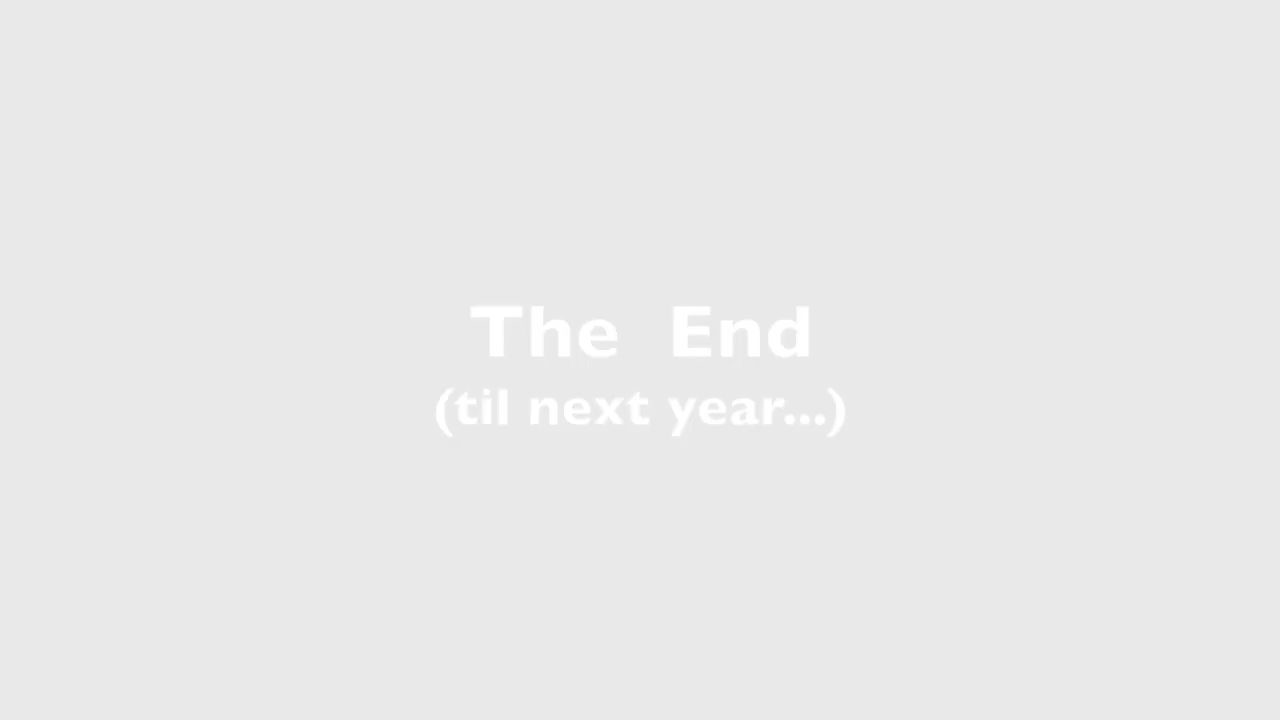 The End
(til next year...)